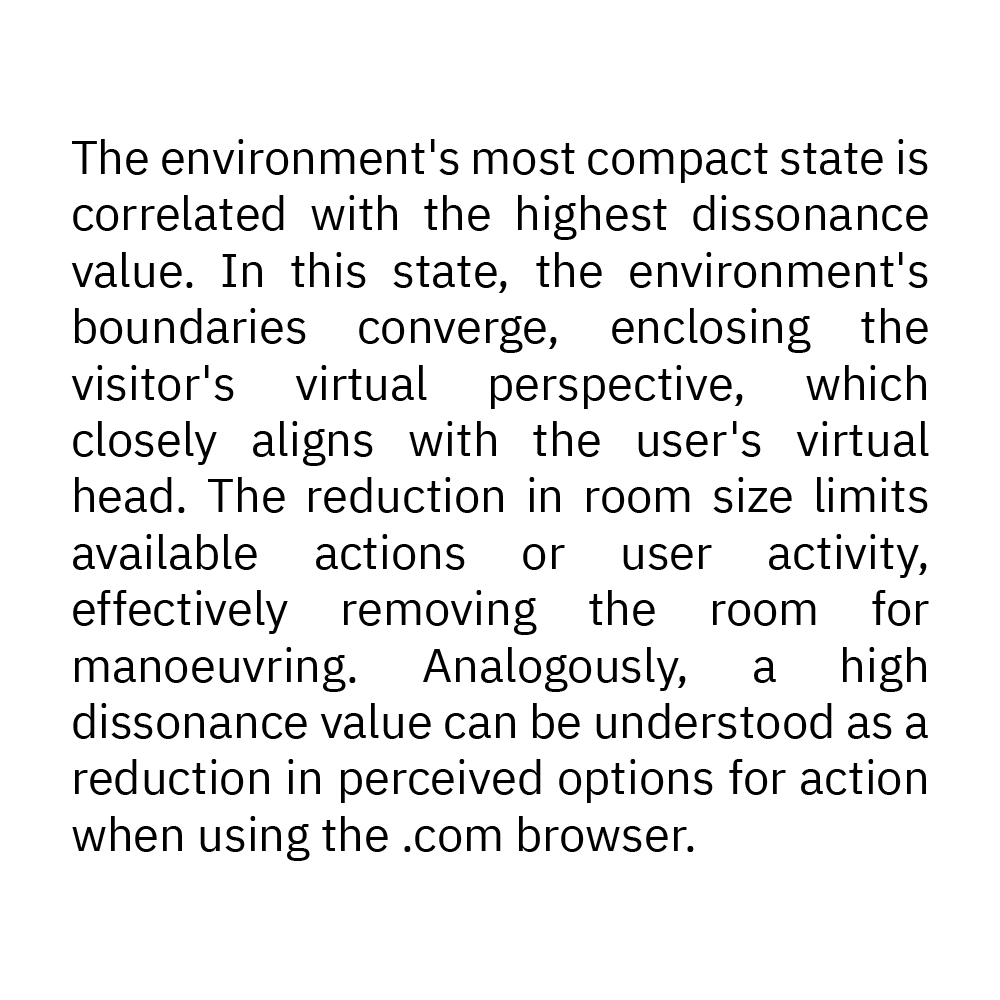 The environment's most compact state is
correlated with the highest dissonance
value. In this state, the environment's
boundaries converge, enclosing the
visitor's virtual perspective, which
closely aligns with the user's virtual
head. The reduction in room size limits
available actions or user activity,
effectively removing the room for
manoeuvring. Analogously, a high
dissonance value can be understood as a
reduction in perceived options for action
when using the .com browser.